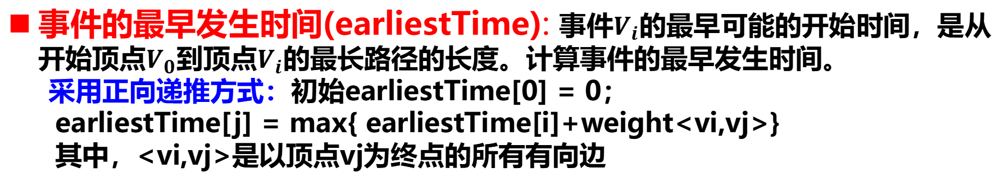 ■ 事件的最早发生时间(earliestTime): 事件Vi的最早可能的开始时间，是从
开始顶点V0到顶点Vi的最长路径的长度。计算事件的最早发生时间。
采用正向递推方式：初始earliestTime[0] = 0；
earliestTime[j] = max{ earliestTime[i]+weight<vi,vj>}
其中，<vi,vj>是以顶点vj为终点的所有有向边